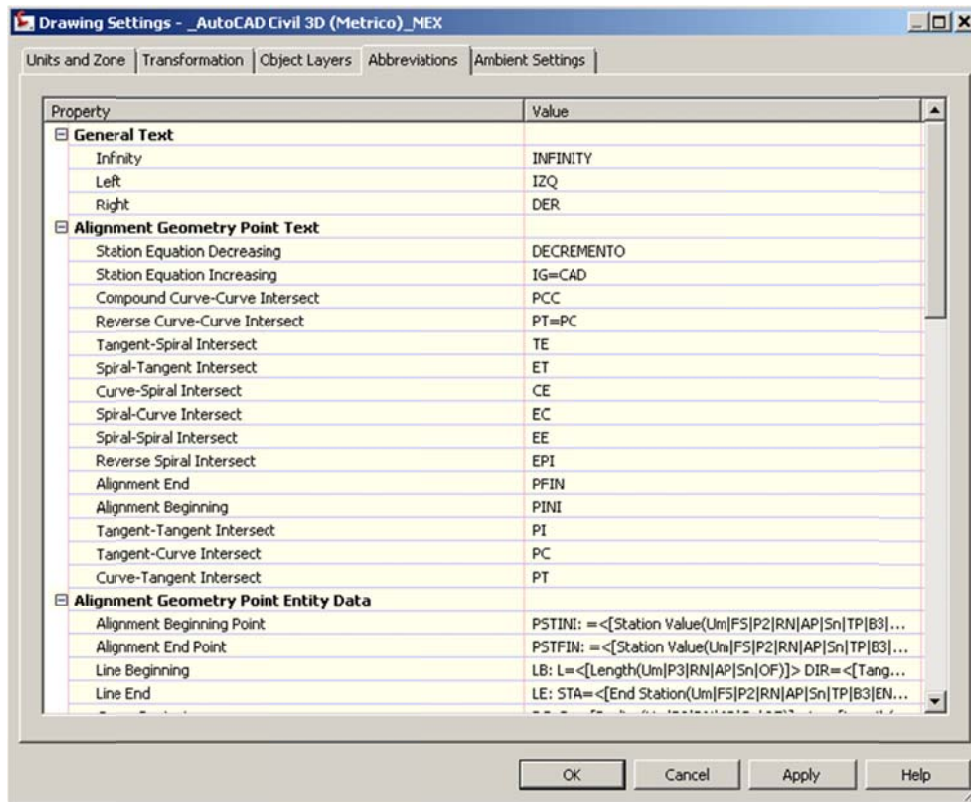 Drawing Settings - _AutoCAD Civil 3D (Metrico)_MEX
Units and Zone Transformation Object Layers Abbreviations Ambient Settings
Property Value
General Text
Infinity INFINITY
Left IZQ
Right DER
Alignment Geometry Point Text
Station Equation Decreasing DECREMENTO
Station Equation Increasing IG=CAD
Compound Curve-Curve Intersect PCC
Reverse Curve-Curve Intersect PT=PC
Tangent-Spiral Intersect TE
Spiral-Tangent Intersect ET
Curve-Spiral Intersect CE
Spiral-Curve Intersect EC
Spiral-Spiral Intersect EE
Reverse Spiral Intersect EPI
Alignment End PFIN
Alignment Beginning PINI
Tangent-Tangent Intersect PI
Tangent-Curve Intersect PC
Curve-Tangent Intersect PT
Alignment Geometry Point Entity Data
Alignment Beginning Point PSTINI: =<[Station Value(Um|FS|P2|RN|AP|Sn|TP|B3|...
Alignment End Point PSTFIN: =<[Station Value(Um|FS|P2|RN|AP|Sn|TP|B3|...
Line Beginning LB: L=<[Length(Um|P3|RN|AP|Sn|OF)]> DIR=<[Tang...
Line End LE: STA=<[End Station(Um|FS|P2|RN|AP|Sn|TP|B3|EN...
OK Cancel Apply Help